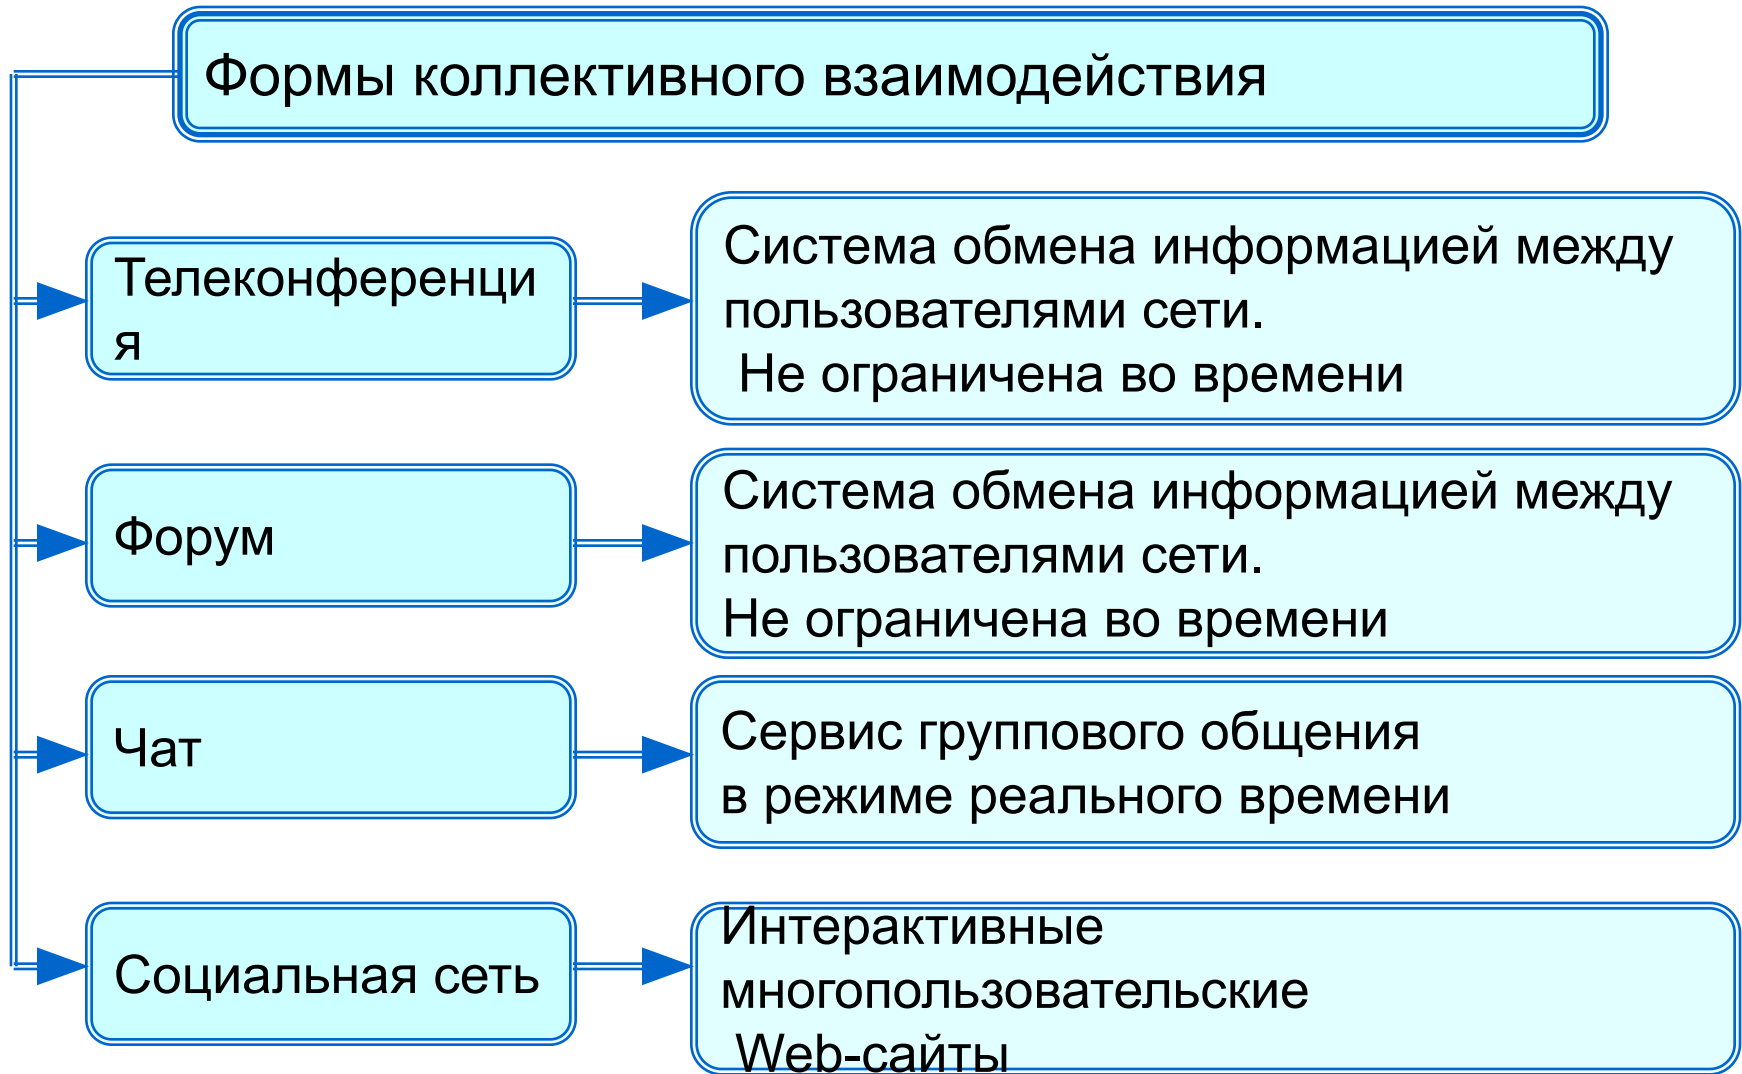 Формы коллективного взаимодействия
Телеконференци
я
Система обмена информацией между
пользователями сети.
Не ограничена во времени
Форум
Система обмена информацией между
пользователями сети.
Не ограничена во времени
Чат
Сервис группового общения
в режиме реального времени
Социальная сеть
Интерактивные
многопользовательские
Web-сайты